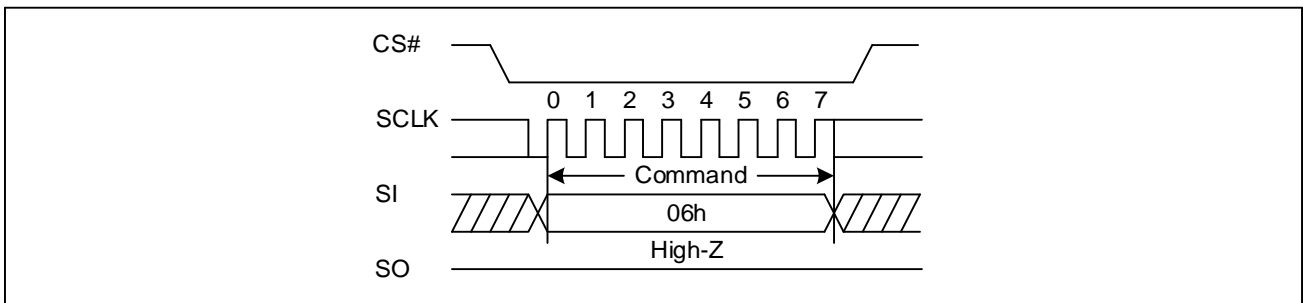 CS#
0 1 2 3 4 5 6 7
SCLK
Command
SI
06h
High-Z
SO